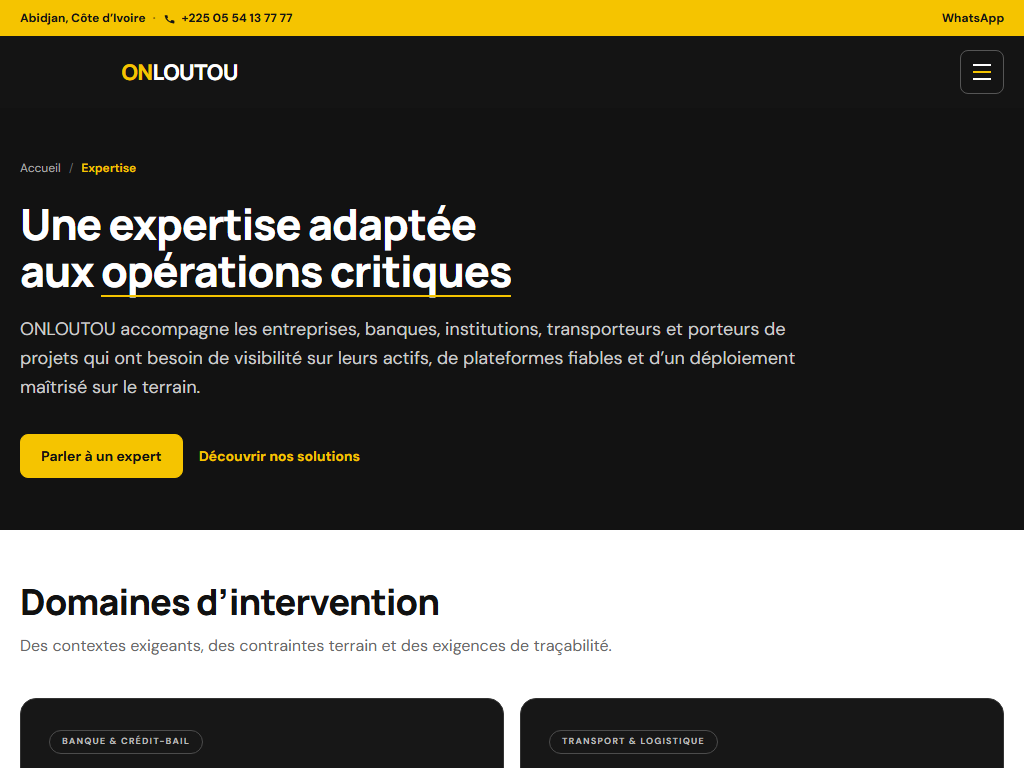 Abidjan, Côte d’Ivoire · +225 05 54 13 77 77
WhatsApp
ONLOUTOU
Accueil / Expertise
Une expertise adaptée
aux opérations critiques
ONLOUTOU accompagne les entreprises, banques, institutions, transporteurs et porteurs de
projets qui ont besoin de visibilité sur leurs actifs, de plateformes fiables et d’un déploiement
maîtrisé sur le terrain.
Parler à un expert
Découvrir nos solutions
Domaines d’intervention
Des contextes exigeants, des contraintes terrain et des exigences de traçabilité.
BANQUE & CRÉDIT-BAIL
TRANSPORT & LOGISTIQUE